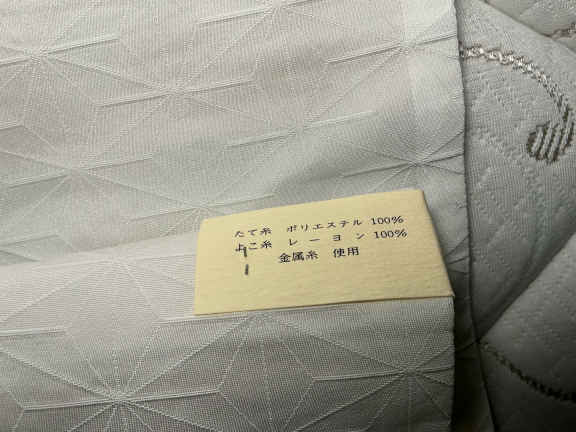 たて糸 ポリエステル 100%
よこ糸 レーヨン 100%
金属糸 使用